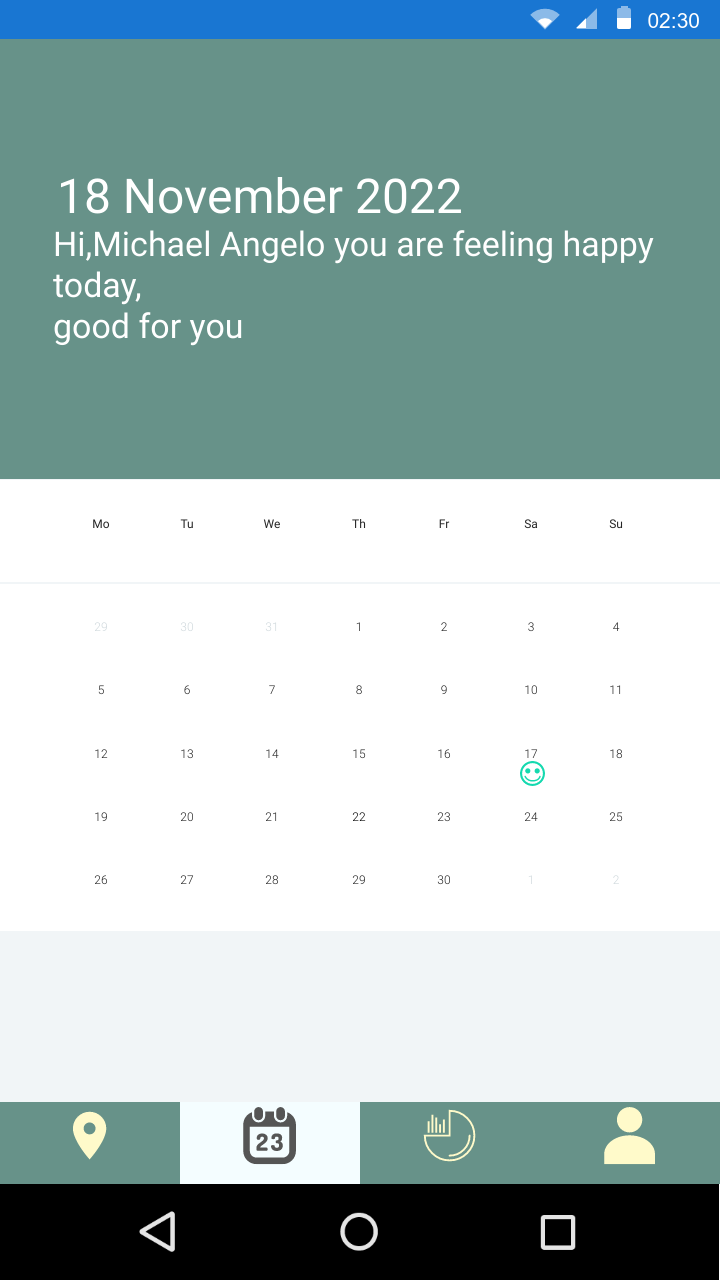 02:30
18 November 2022
Hi,Michael Angelo you are feeling happy
today,
good for you
Mo Tu We Th Fr Sa Su
29 30 31 1 2 3 4
5 6 7 8 9 10 11
12 13 14 15 16 17 18
19 20 21 22 23 24 25
26 27 28 29 30 1 2
23